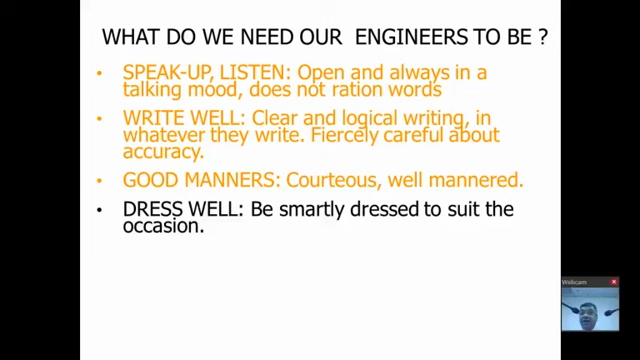 WHAT DO WE NEED OUR ENGINEERS TO BE ?
• SPEAK-UP, LISTEN: Open and always in a
talking mood, does not ration words
• WRITE WELL: Clear and logical writing, in
whatever they write. Fiercely careful about
accuracy.
• GOOD MANNERS: Courteous, well mannered.
• DRESS WELL: Be smartly dressed to suit the
occasion.
Webcam